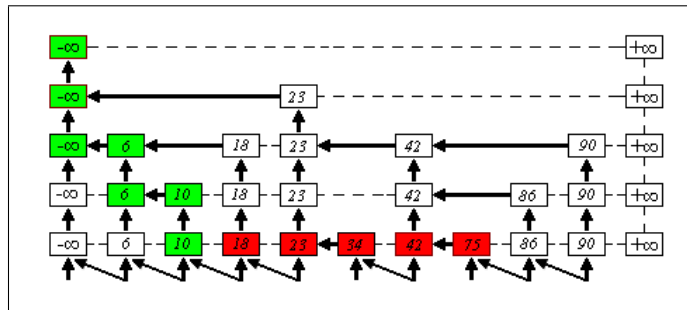 -∞ +∞
-∞ 23 +∞
-∞ 6 18 23 42 90 +∞
-∞ 6 10 18 23 42 86 90 +∞
-∞ 6 10 18 23 34 42 75 86 90 +∞